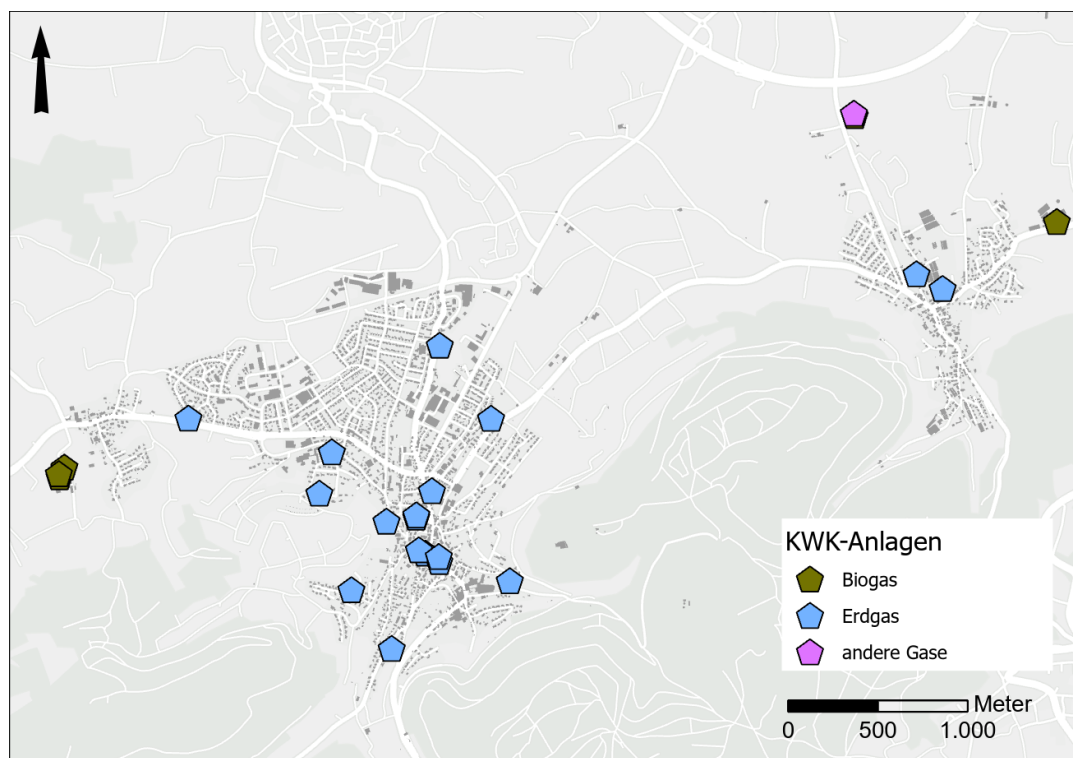 KWK-Anlagen
Biogas
Erdgas
andere Gase
Meter
0 500 1.000